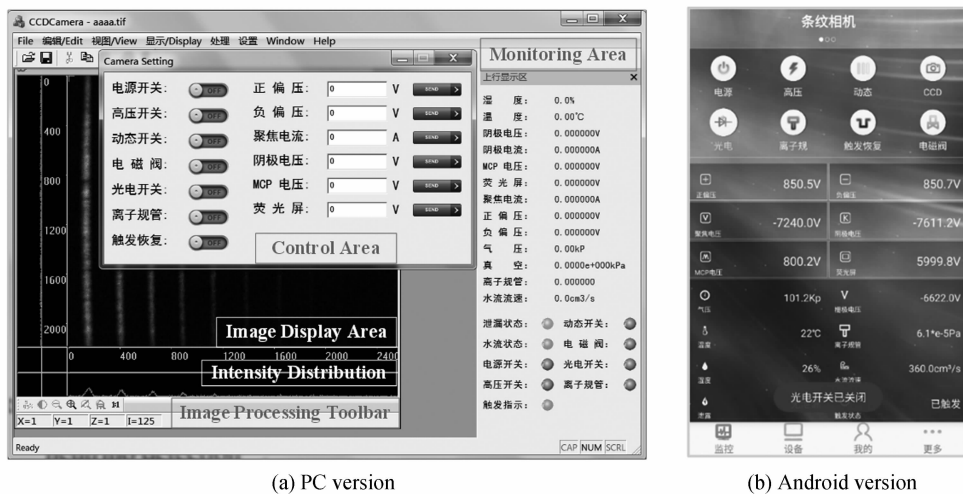 CCDCamera - aaaa.tif
File 编辑/Edit 视图/View 显示/Display 处理 设置 Window Help
Camera Setting
电源开关: OFF 正 偏 压: 0 V SEND >
高压开关: OFF 负 偏 压: 0 V SEND >
动态开关: OFF 聚焦电流: 0 A SEND >
电 磁 阀: OFF 阴极电压: 0 V SEND >
光电开关: OFF MCP 电压: 0 V SEND >
离子规管: OFF 荧 光 屏: 0 V SEND >
触发恢复: OFF
Control Area
0
400
800
1200
1600
2000
Image Display Area
0 400 800 1200 1600 2000 2400
Intensity Distribution
Image Processing Toolbar
X=1 Y=1 Z=1 I=125
Ready
CAP NUM SCRL
Monitoring Area
上行显示区
湿 度: 0.0%
温 度: 0.00℃
阴极电压: 0.000000V
阴极电流: 0.000000A
MCP 电压: 0.000000V
荧 光 屏: 0.000000V
聚焦电流: 0.000000A
正 偏 压: 0.000000V
负 偏 压: 0.000000V
气 压: 0.00kP
真 空: 0.0000e+000kPa
离子规管: 0.000000
水流流速: 0.0cm3/s
泄漏状态: 动态开关:
水流状态: 电 磁 阀:
电源开关: 光电开关:
高压开关: 离子规管:
触发指示:
(a) PC version
条纹相机
电源 高压 动态 CCD
光电 离子规 触发恢复 电磁阀
850.5V 850.7V
正偏压 负偏压
-7240.0V -7611.2V
聚焦电压 阴极电压
800.2V 5999.8V
MCP电压 荧光屏
101.2Kp -6622.0V
气压 栅极电压
22℃ 6.1*e-5Pa
温度 离子规管
26% 360.0cm³/s
湿度 水流流速
光电开关已关闭
已触发
泄露 触发状态
监控 设备 我的 更多
(b) Android version